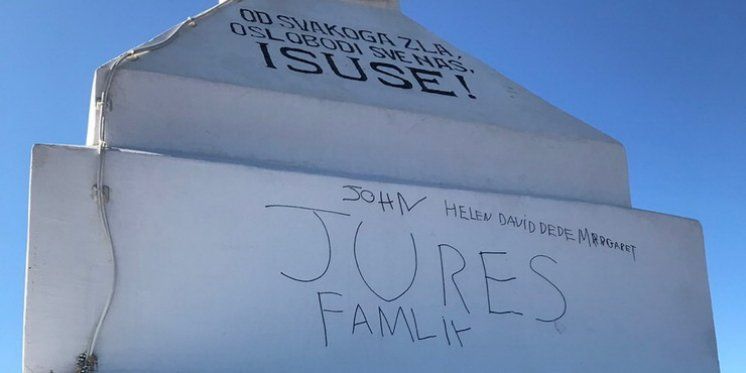 OD SVAKOGA ZLA,
OSLOBODI SVE NAS,
ISUSE!
JOHN HELEN DAVID DEDE MRRGARET
JURES
FAMLIY